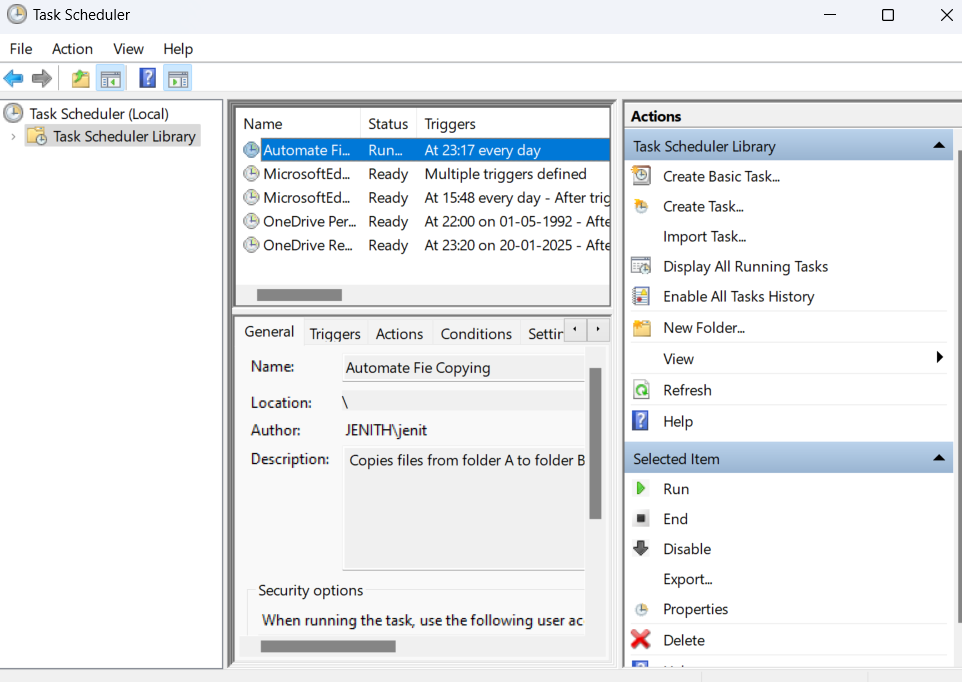 Task Scheduler
File Action View Help
Task Scheduler (Local)
Task Scheduler Library
Name Status Triggers
Automate Fi... Run... At 23:17 every day
MicrosoftEd... Ready Multiple triggers defined
MicrosoftEd... Ready At 15:48 every day - After trig
OneDrive Per... Ready At 22:00 on 01-05-1992 - Afte
OneDrive Re... Ready At 23:20 on 20-01-2025 - Afte
General Triggers Actions Conditions Settin
Name: Automate Fie Copying
Location: \
Author: JENITH\jenit
Description: Copies files from folder A to folder B
Security options
When running the task, use the following user ac
Actions
Task Scheduler Library
Create Basic Task...
Create Task...
Import Task...
Display All Running Tasks
Enable All Tasks History
New Folder...
View
Refresh
Help
Selected Item
Run
End
Disable
Export...
Properties
Delete